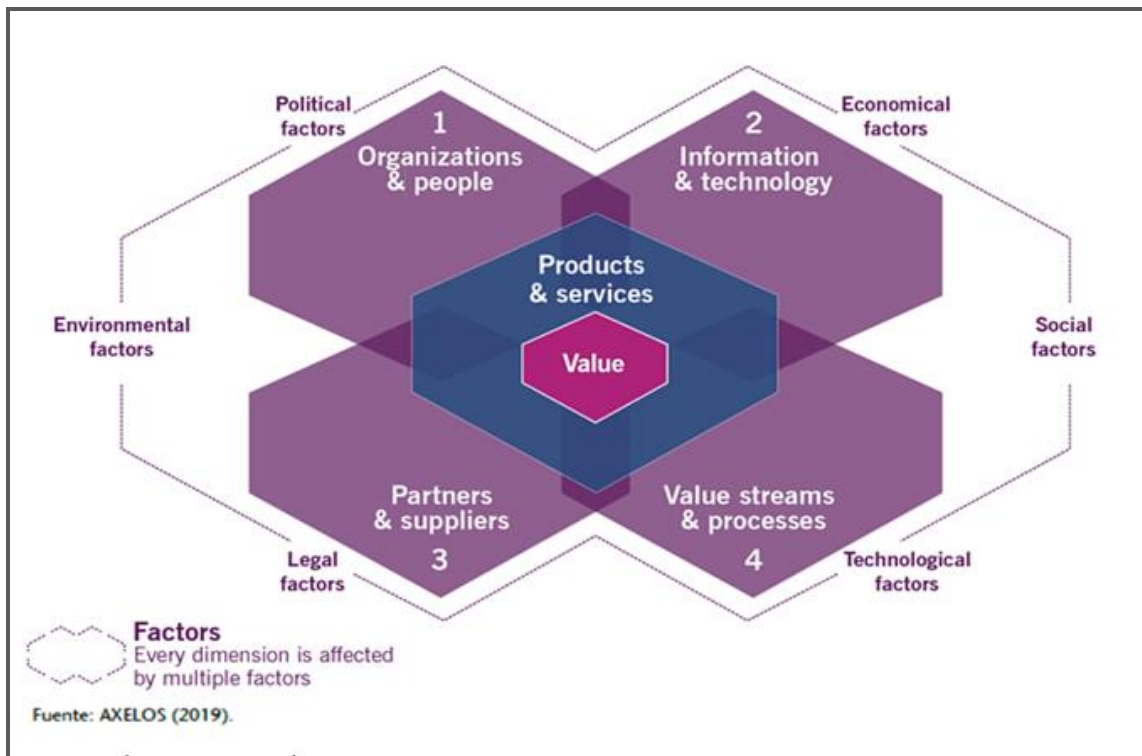 Political
factors
Economical
factors
1
Organizations
& people
2
Information
& technology
Products
& services
Environmental
factors
Value
Social
factors
Partners
& suppliers
3
Value streams
& processes
4
Legal
factors
Technological
factors
Factors
Every dimension is affected
by multiple factors
Fuente: AXELOS (2019).